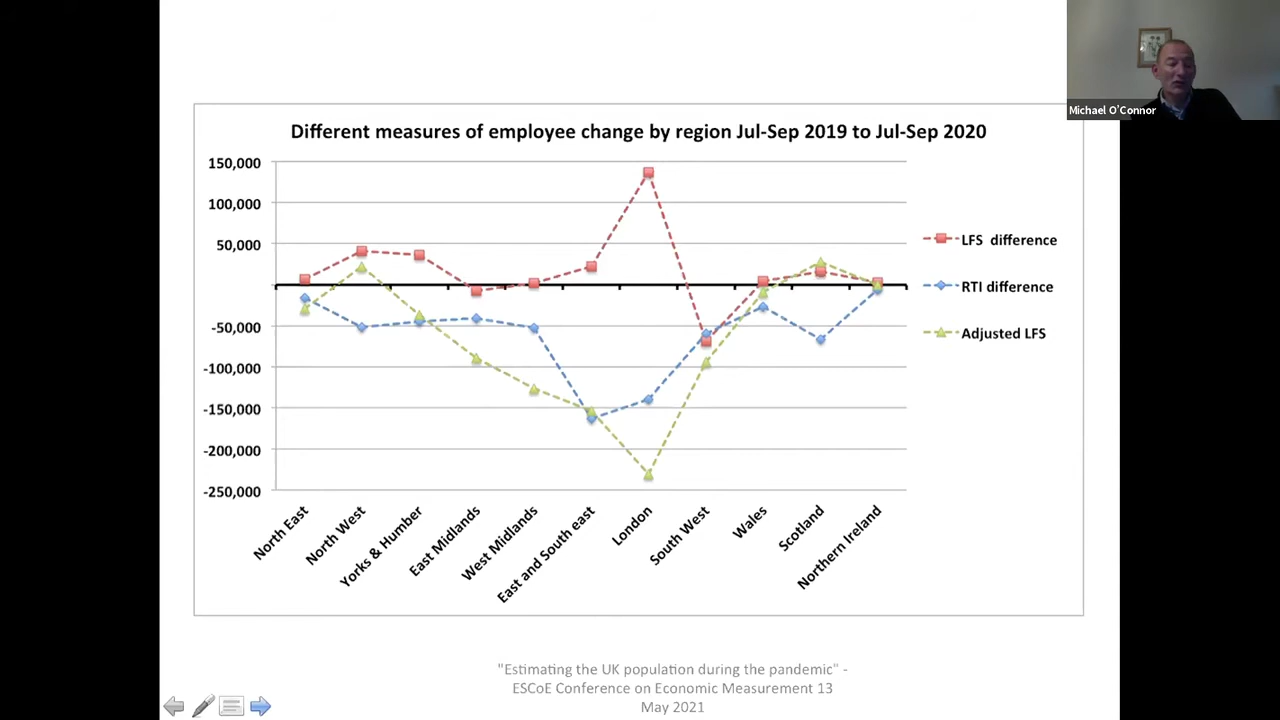 Michael O'Connor
Different measures of employee change by region Jul-Sep 2019 to Jul-Sep 2020
150,000
100,000
50,000
-50,000
-100,000
-150,000
-200,000
-250,000
North East
North West
Yorks & Humber
East Midlands
West Midlands
East and South east
London
South West
Wales
Scotland
Northern Ireland
LFS difference
RTI difference
Adjusted LFS
"Estimating the UK population during the pandemic" -
ESCoE Conference on Economic Measurement 13
May 2021